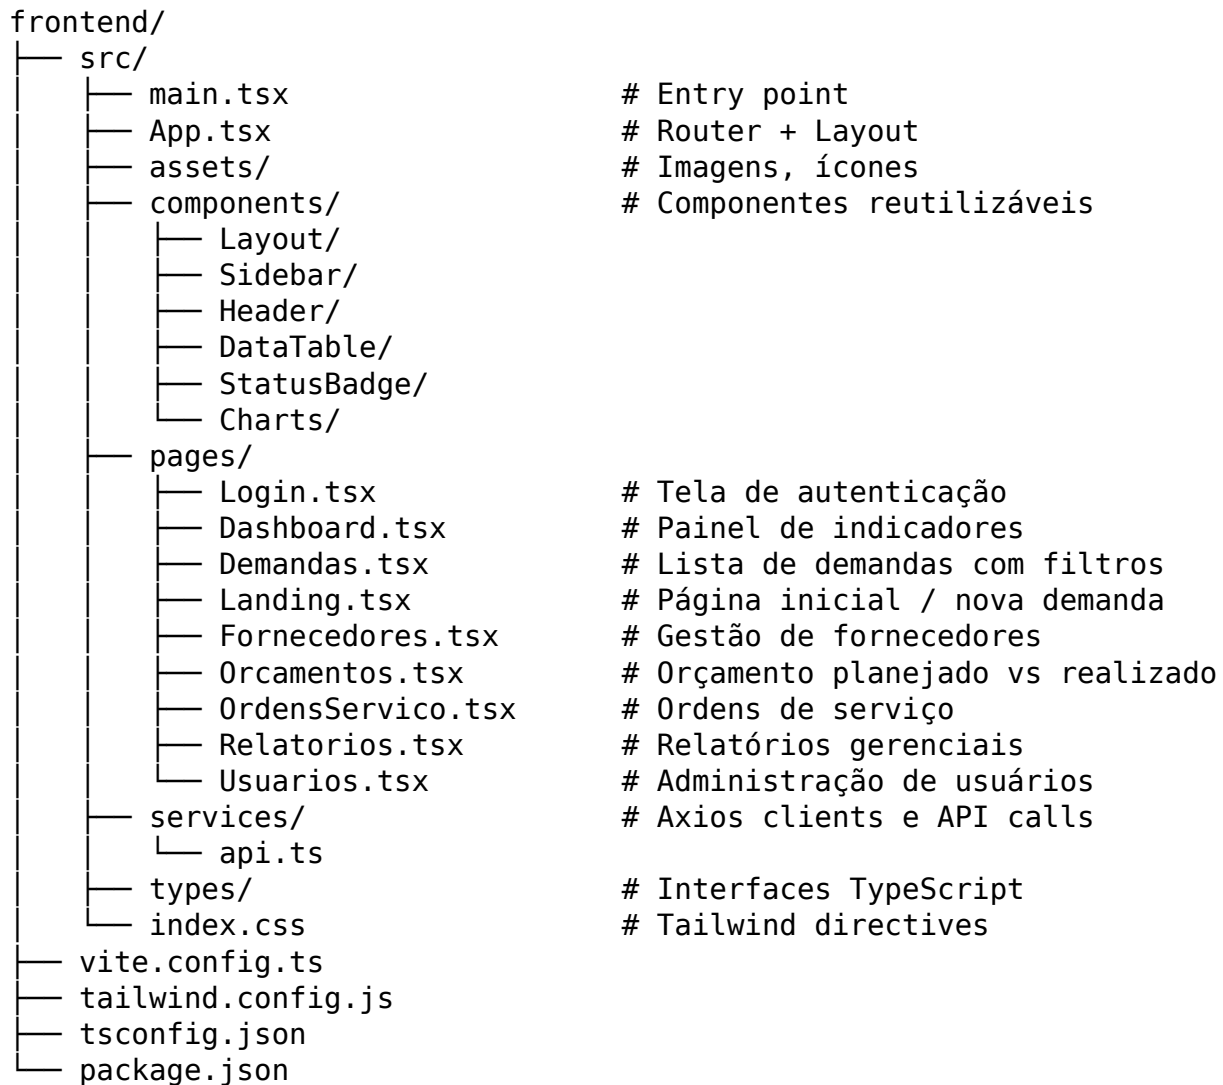 frontend/
├── src/
│   ├── main.tsx                   # Entry point
│   ├── App.tsx                    # Router + Layout
│   ├── assets/                    # Imagens, ícones
│   ├── components/                # Componentes reutilizáveis
│   │   ├── Layout/
│   │   ├── Sidebar/
│   │   ├── Header/
│   │   ├── DataTable/
│   │   ├── StatusBadge/
│   │   └── Charts/
│   ├── pages/
│   │   ├── Login.tsx              # Tela de autenticação
│   │   ├── Dashboard.tsx          # Painel de indicadores
│   │   ├── Demandas.tsx           # Lista de demandas com filtros
│   │   ├── Landing.tsx            # Página inicial / nova demanda
│   │   ├── Fornecedores.tsx       # Gestão de fornecedores
│   │   ├── Orcamentos.tsx         # Orçamento planejado vs realizado
│   │   ├── OrdensServico.tsx      # Ordens de serviço
│   │   ├── Relatorios.tsx         # Relatórios gerenciais
│   │   └── Usuarios.tsx           # Administração de usuários
│   ├── services/                  # Axios clients e API calls
│   │   └── api.ts
│   ├── types/                     # Interfaces TypeScript
│   └── index.css                  # Tailwind directives
├── vite.config.ts
├── tailwind.config.js
├── tsconfig.json
└── package.json